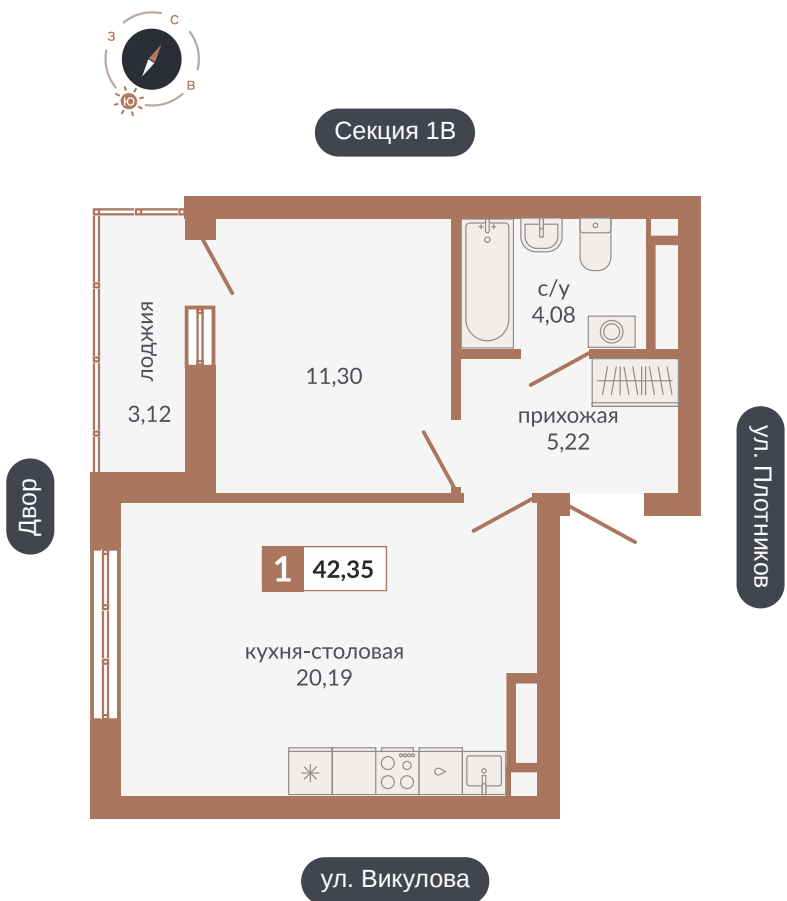 С
З
В
Ю
Секция 1В
лоджия
3,12
11,30
с/у
4,08
прихожая
5,22
Двор
ул. Плотников
1 42,35
кухня-столовая
20,19
ул. Викулова